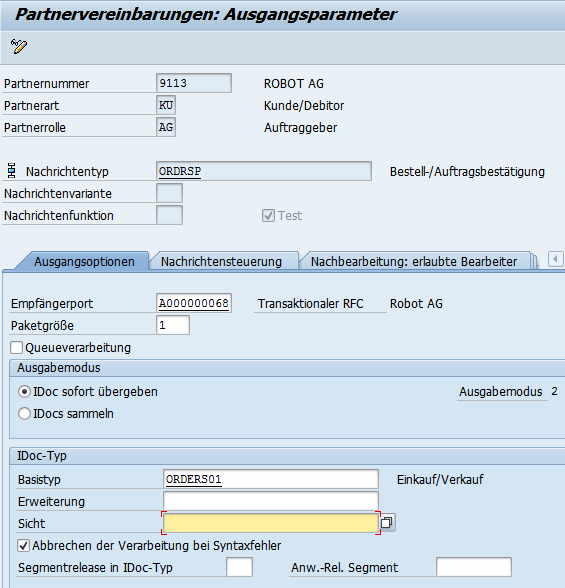 Partnervereinbarungen: Ausgangsparameter
Partnernummer 9113 ROBOT AG
Partnerart KU Kunde/Debitor
Partnerrolle AG Auftraggeber
Nachrichtentyp ORDRSP Bestell-/Auftragsbestätigung
Nachrichtenvariante
Nachrichtenfunktion Test
Ausgangsoptionen Nachrichtensteuerung Nachbearbeitung: erlaubte Bearbeiter
Empfängerport A000000068 Transaktionaler RFC Robot AG
Paketgröße 1
Queueverarbeitung
Ausgabemodus
IDoc sofort übergeben Ausgabemodus 2
IDocs sammeln
IDoc-Typ
Basistyp ORDERS01 Einkauf/Verkauf
Erweiterung
Sicht
Abbrechen der Verarbeitung bei Syntaxfehler
Segmentrelease in IDoc-Typ Anw.-Rel. Segment